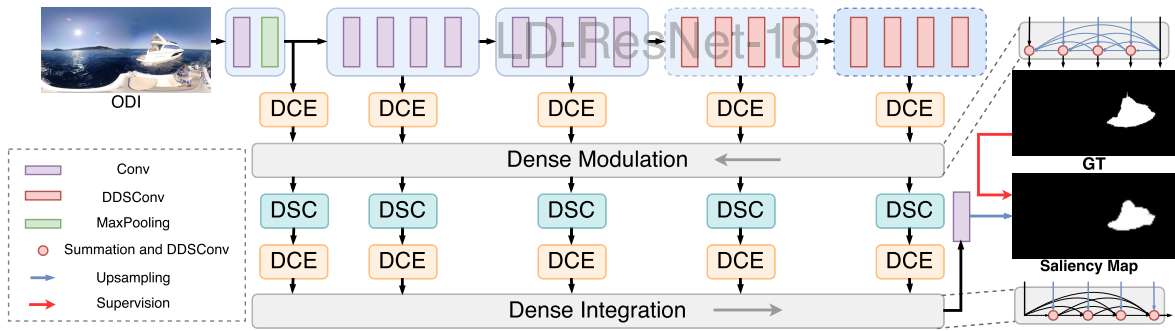 LD-ResNet-18
ODI
DCE DCE DCE DCE DCE
Dense Modulation
GT
DSC DSC DSC DSC DSC
DCE DCE DCE DCE DCE
Dense Integration
Saliency Map
Conv
DDSConv
MaxPooling
Summation and DDSConv
Upsampling
Supervision